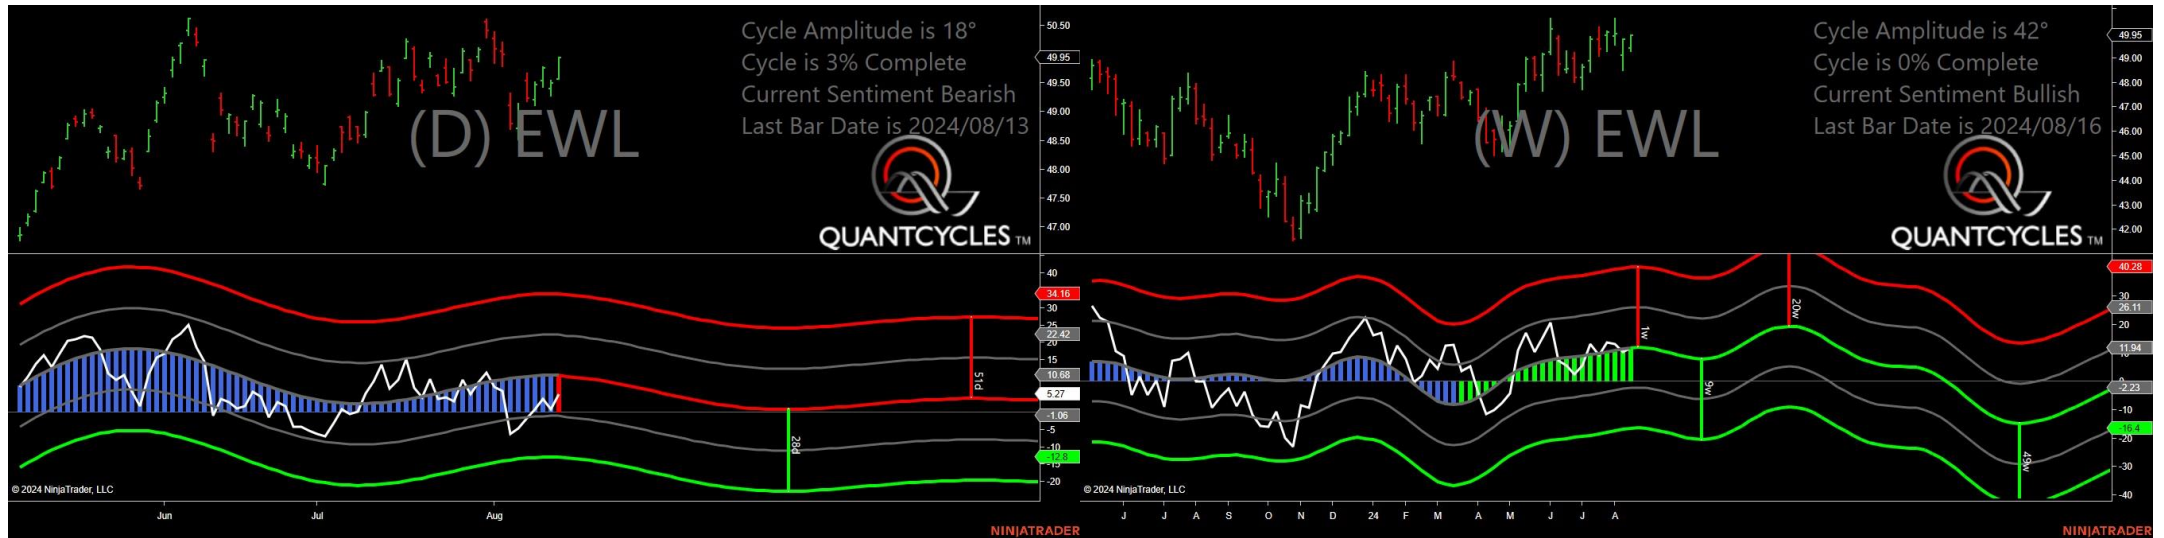 Cycle Amplitude is 18°
Cycle is 3% Complete
Current Sentiment Bearish
Last Bar Date is 2024/08/13
(D) EWL
QUANTCYCLES TM
50.50
49.95
49.50
49.00
48.50
48.00
47.50
47.00
40
34.16
30
25
22.42
20
15
10.68
5.27
-1.06
-5
-10
-12.8
-15
-20
51d
28d
© 2024 NinjaTrader, LLC
Jun
Jul
Aug
NINJATRADER
Cycle Amplitude is 42°
Cycle is 0% Complete
Current Sentiment Bullish
Last Bar Date is 2024/08/16
(W) EWL
QUANTCYCLES TM
49.95
49.00
48.00
47.00
46.00
45.00
44.00
43.00
42.00
40.28
30
26.11
20
11.94
0
-2.23
-10
-16.4
-20
-30
-40
1w
20w
9w
49w
© 2024 NinjaTrader, LLC
J J A S O N D 24 F M A M J J A
NINJATRADER